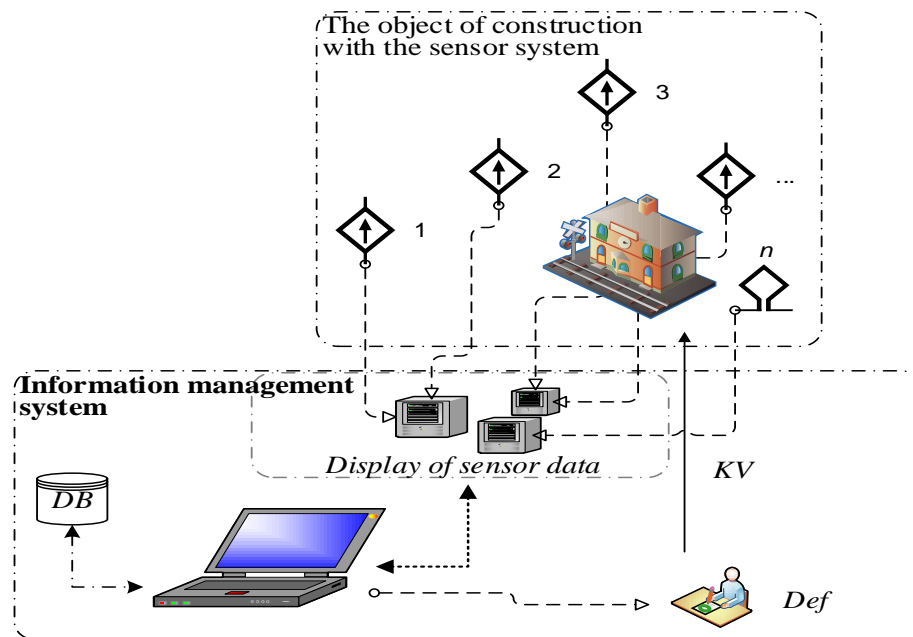 The object of construction
with the sensor system
3
2
...
1
n
Information management
system
Display of sensor data
KV
DB
Def